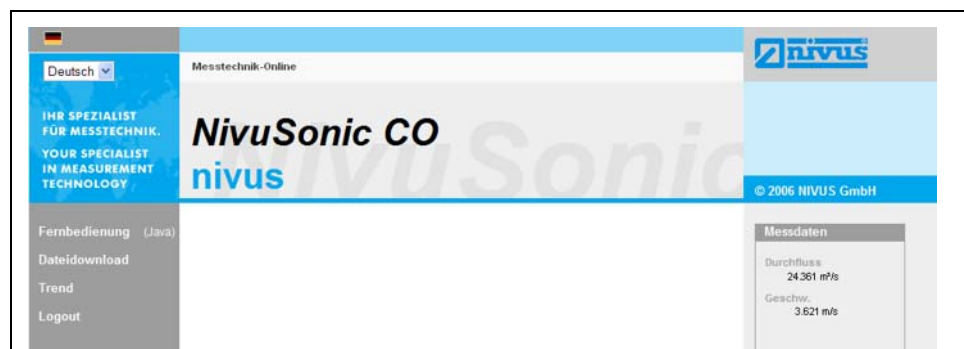 Deutsch
IHR SPEZIALIST
FÜR MESSTECHNIK.
YOUR SPECIALIST
IN MEASUREMENT
TECHNOLOGY
Messtechnik-Online
NivuSonic
NivuSonic CO
nivus
nivus
© 2006 NIVUS GmbH
Fernbedienung (Java)
Dateidownload
Trend
Logout
Messdaten
Durchfluss
24.361 m³/s
Geschw.
3.621 m/s